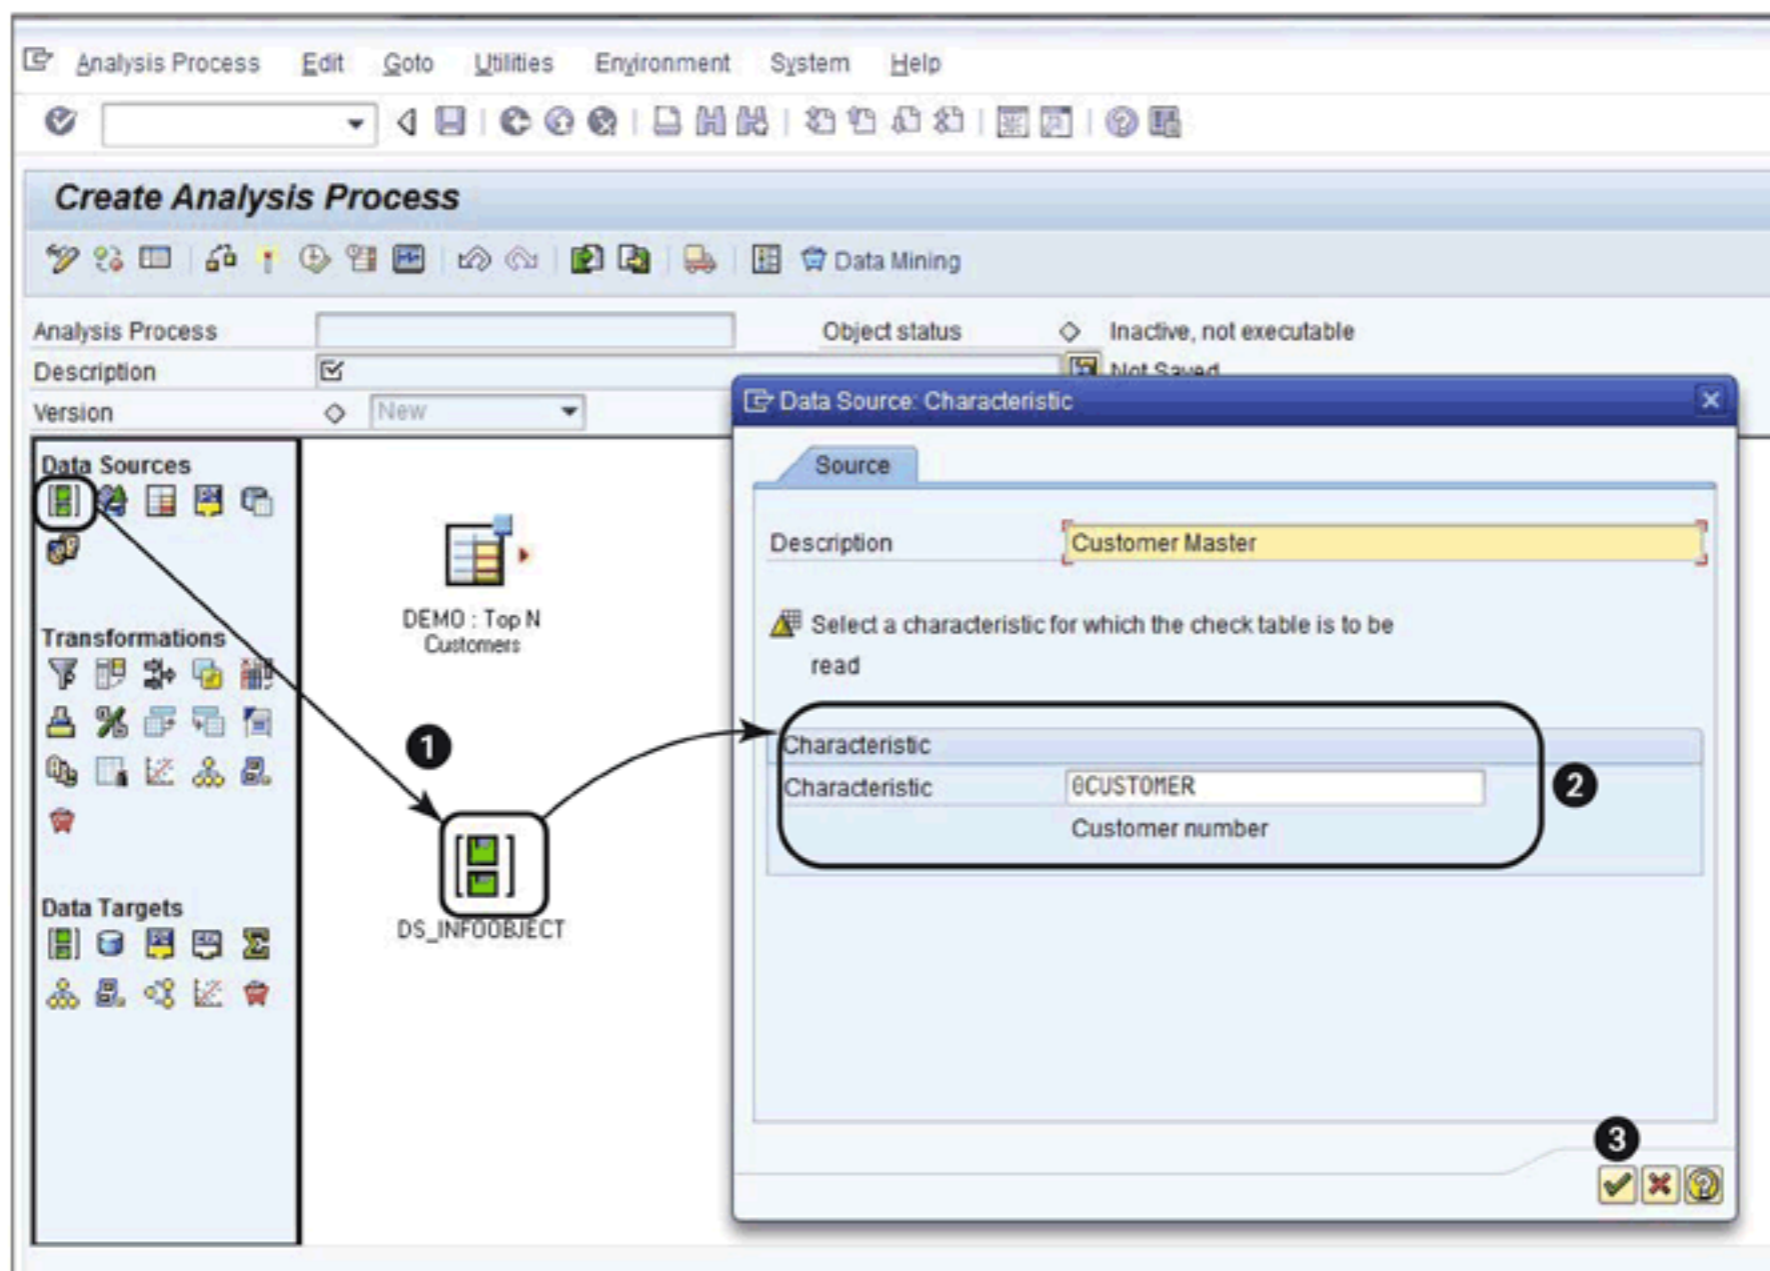 Analysis Process Edit Goto Utilities Environment System Help
Create Analysis Process
Data Mining
Analysis Process
Object status Inactive, not executable
Description
Not Saved
Version New
Data Source: Characteristic
Data Sources
Source
Description Customer Master
DEMO : Top N
Customers
Transformations
Select a characteristic for which the check table is to be
read
1
Characteristic
Characteristic 0CUSTOMER
2
Customer number
Data Targets
DS_INFOOBJECT
3